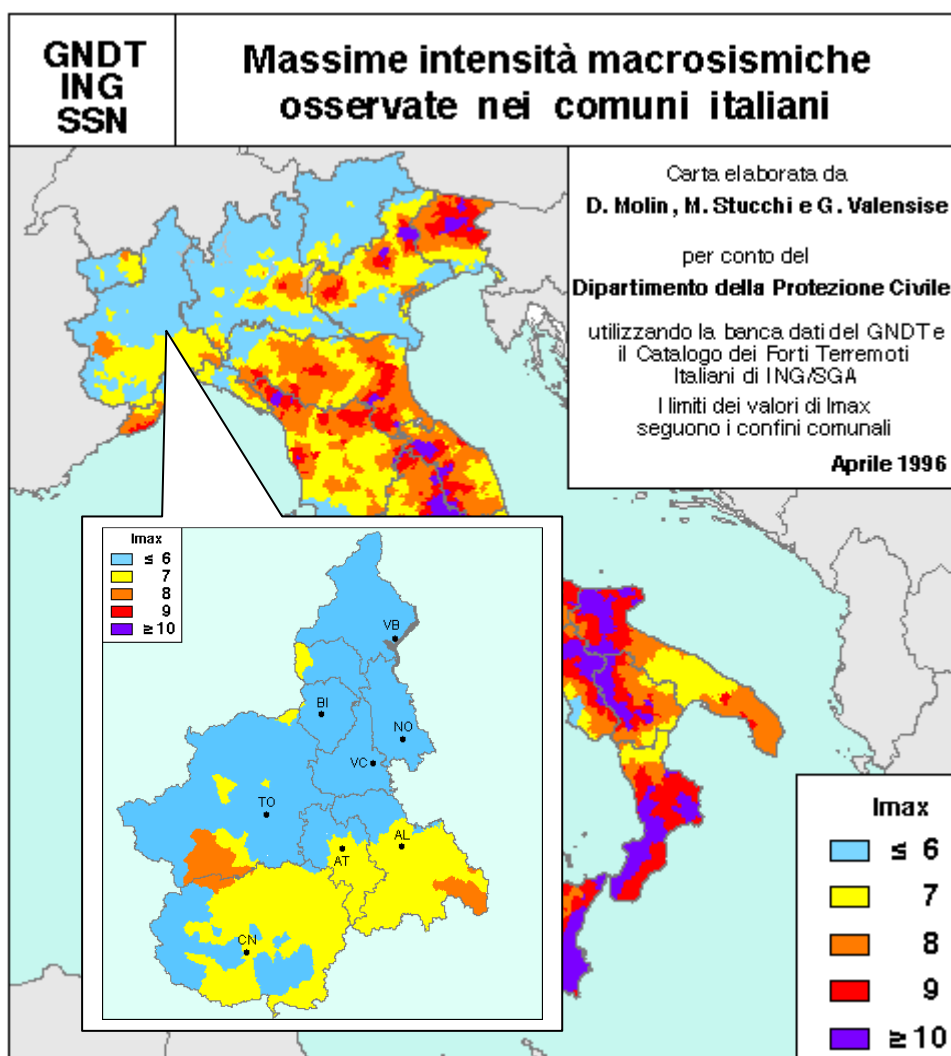 GNDT
ING
SSN
Massime intensità macrosismiche
osservate nei comuni italiani
Carta elaborata da
D. Molin, M. Stucchi e G. Valensise
per conto del
Dipartimento della Protezione Civile
utilizzando la banca dati del GNDT e
il Catalogo dei Forti Terremoti
Italiani di ING/SGA
I limiti dei valori di Imax
seguono i confini comunali
Aprile 1996
Imax
≤ 6
7
8
9
≥ 10
VB
BI
NO
VC
TO
AL
AT
CN
Imax
≤ 6
7
8
9
≥ 10